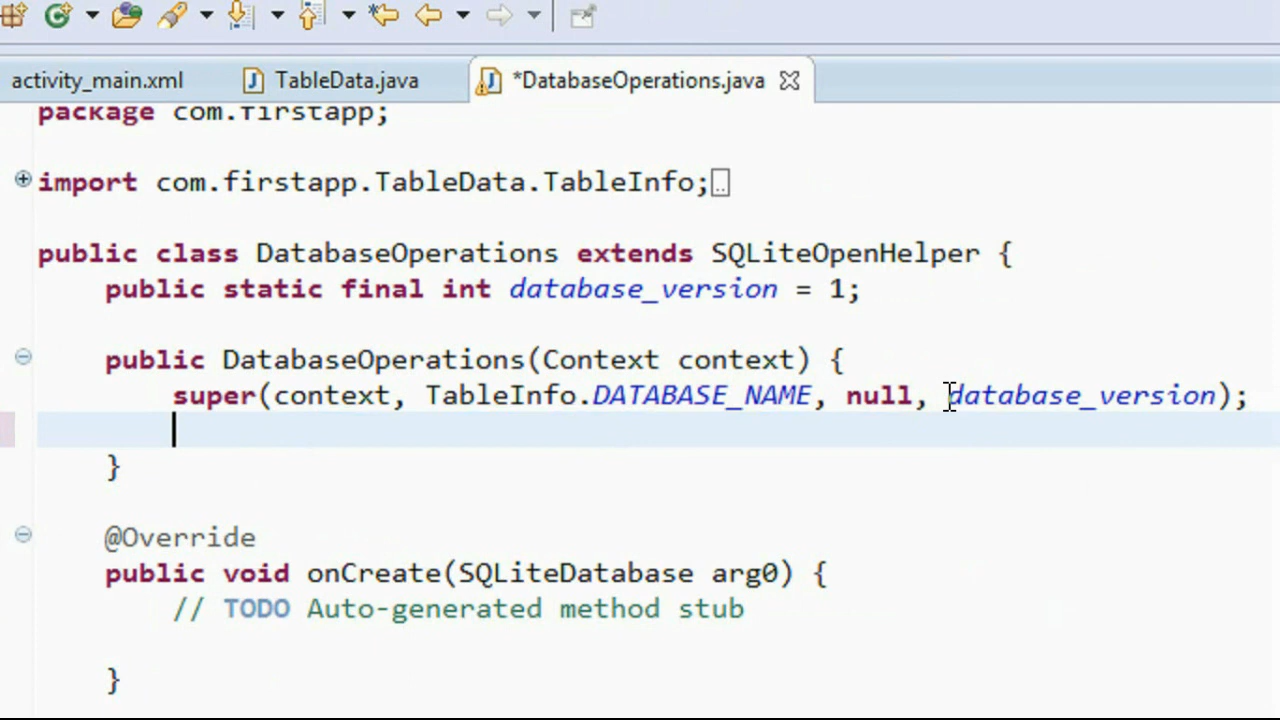 activity_main.xml TableData.java *DatabaseOperations.java
package com.firstapp;
import com.firstapp.TableData.TableInfo;
public class DatabaseOperations extends SQLiteOpenHelper {
public static final int database_version = 1;
public DatabaseOperations(Context context) {
super(context, TableInfo.DATABASE_NAME, null, database_version);
}
@Override
public void onCreate(SQLiteDatabase arg0) {
// TODO Auto-generated method stub
}